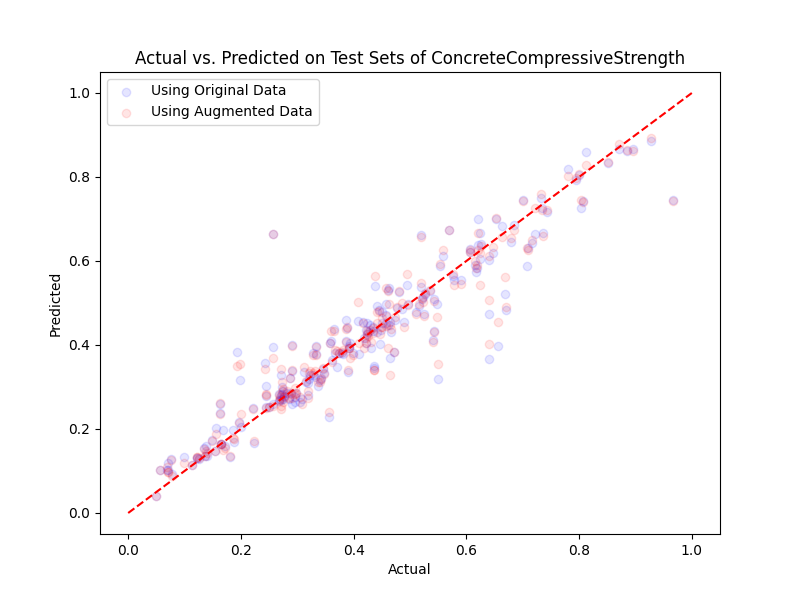 Actual vs. Predicted on Test Sets of ConcreteCompressiveStrength
Using Original Data
Using Augmented Data
1.0
0.8
0.6
0.4
0.2
0.0
Predicted
0.0 0.2 0.4 0.6 0.8 1.0
Actual